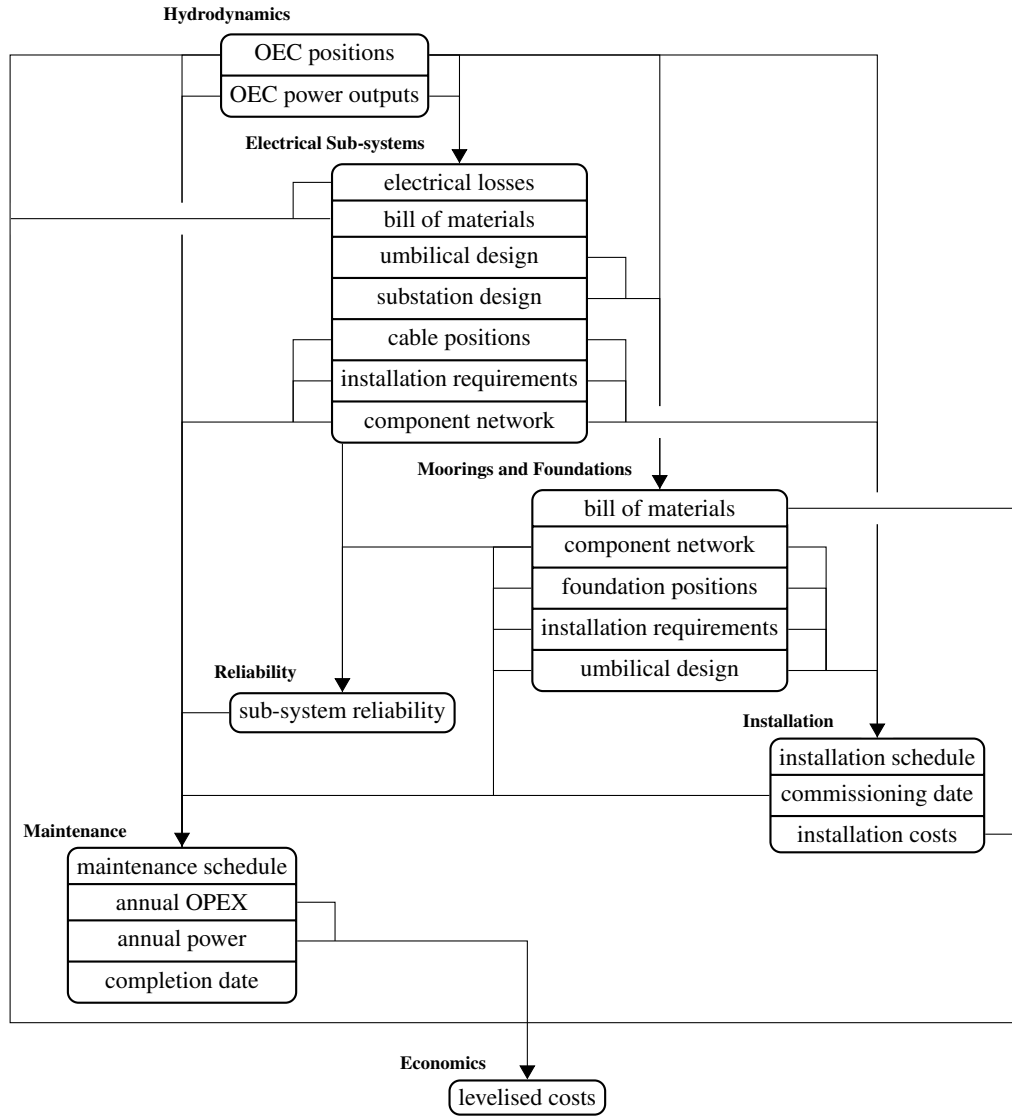 Hydrodynamics
OEC positions
OEC power outputs
Electrical Sub-systems
electrical losses
bill of materials
umbilical design
substation design
cable positions
installation requirements
component network
Moorings and Foundations
bill of materials
component network
foundation positions
installation requirements
umbilical design
Reliability
sub-system reliability
Installation
installation schedule
commissioning date
installation costs
Maintenance
maintenance schedule
annual OPEX
annual power
completion date
Economics
levelised costs